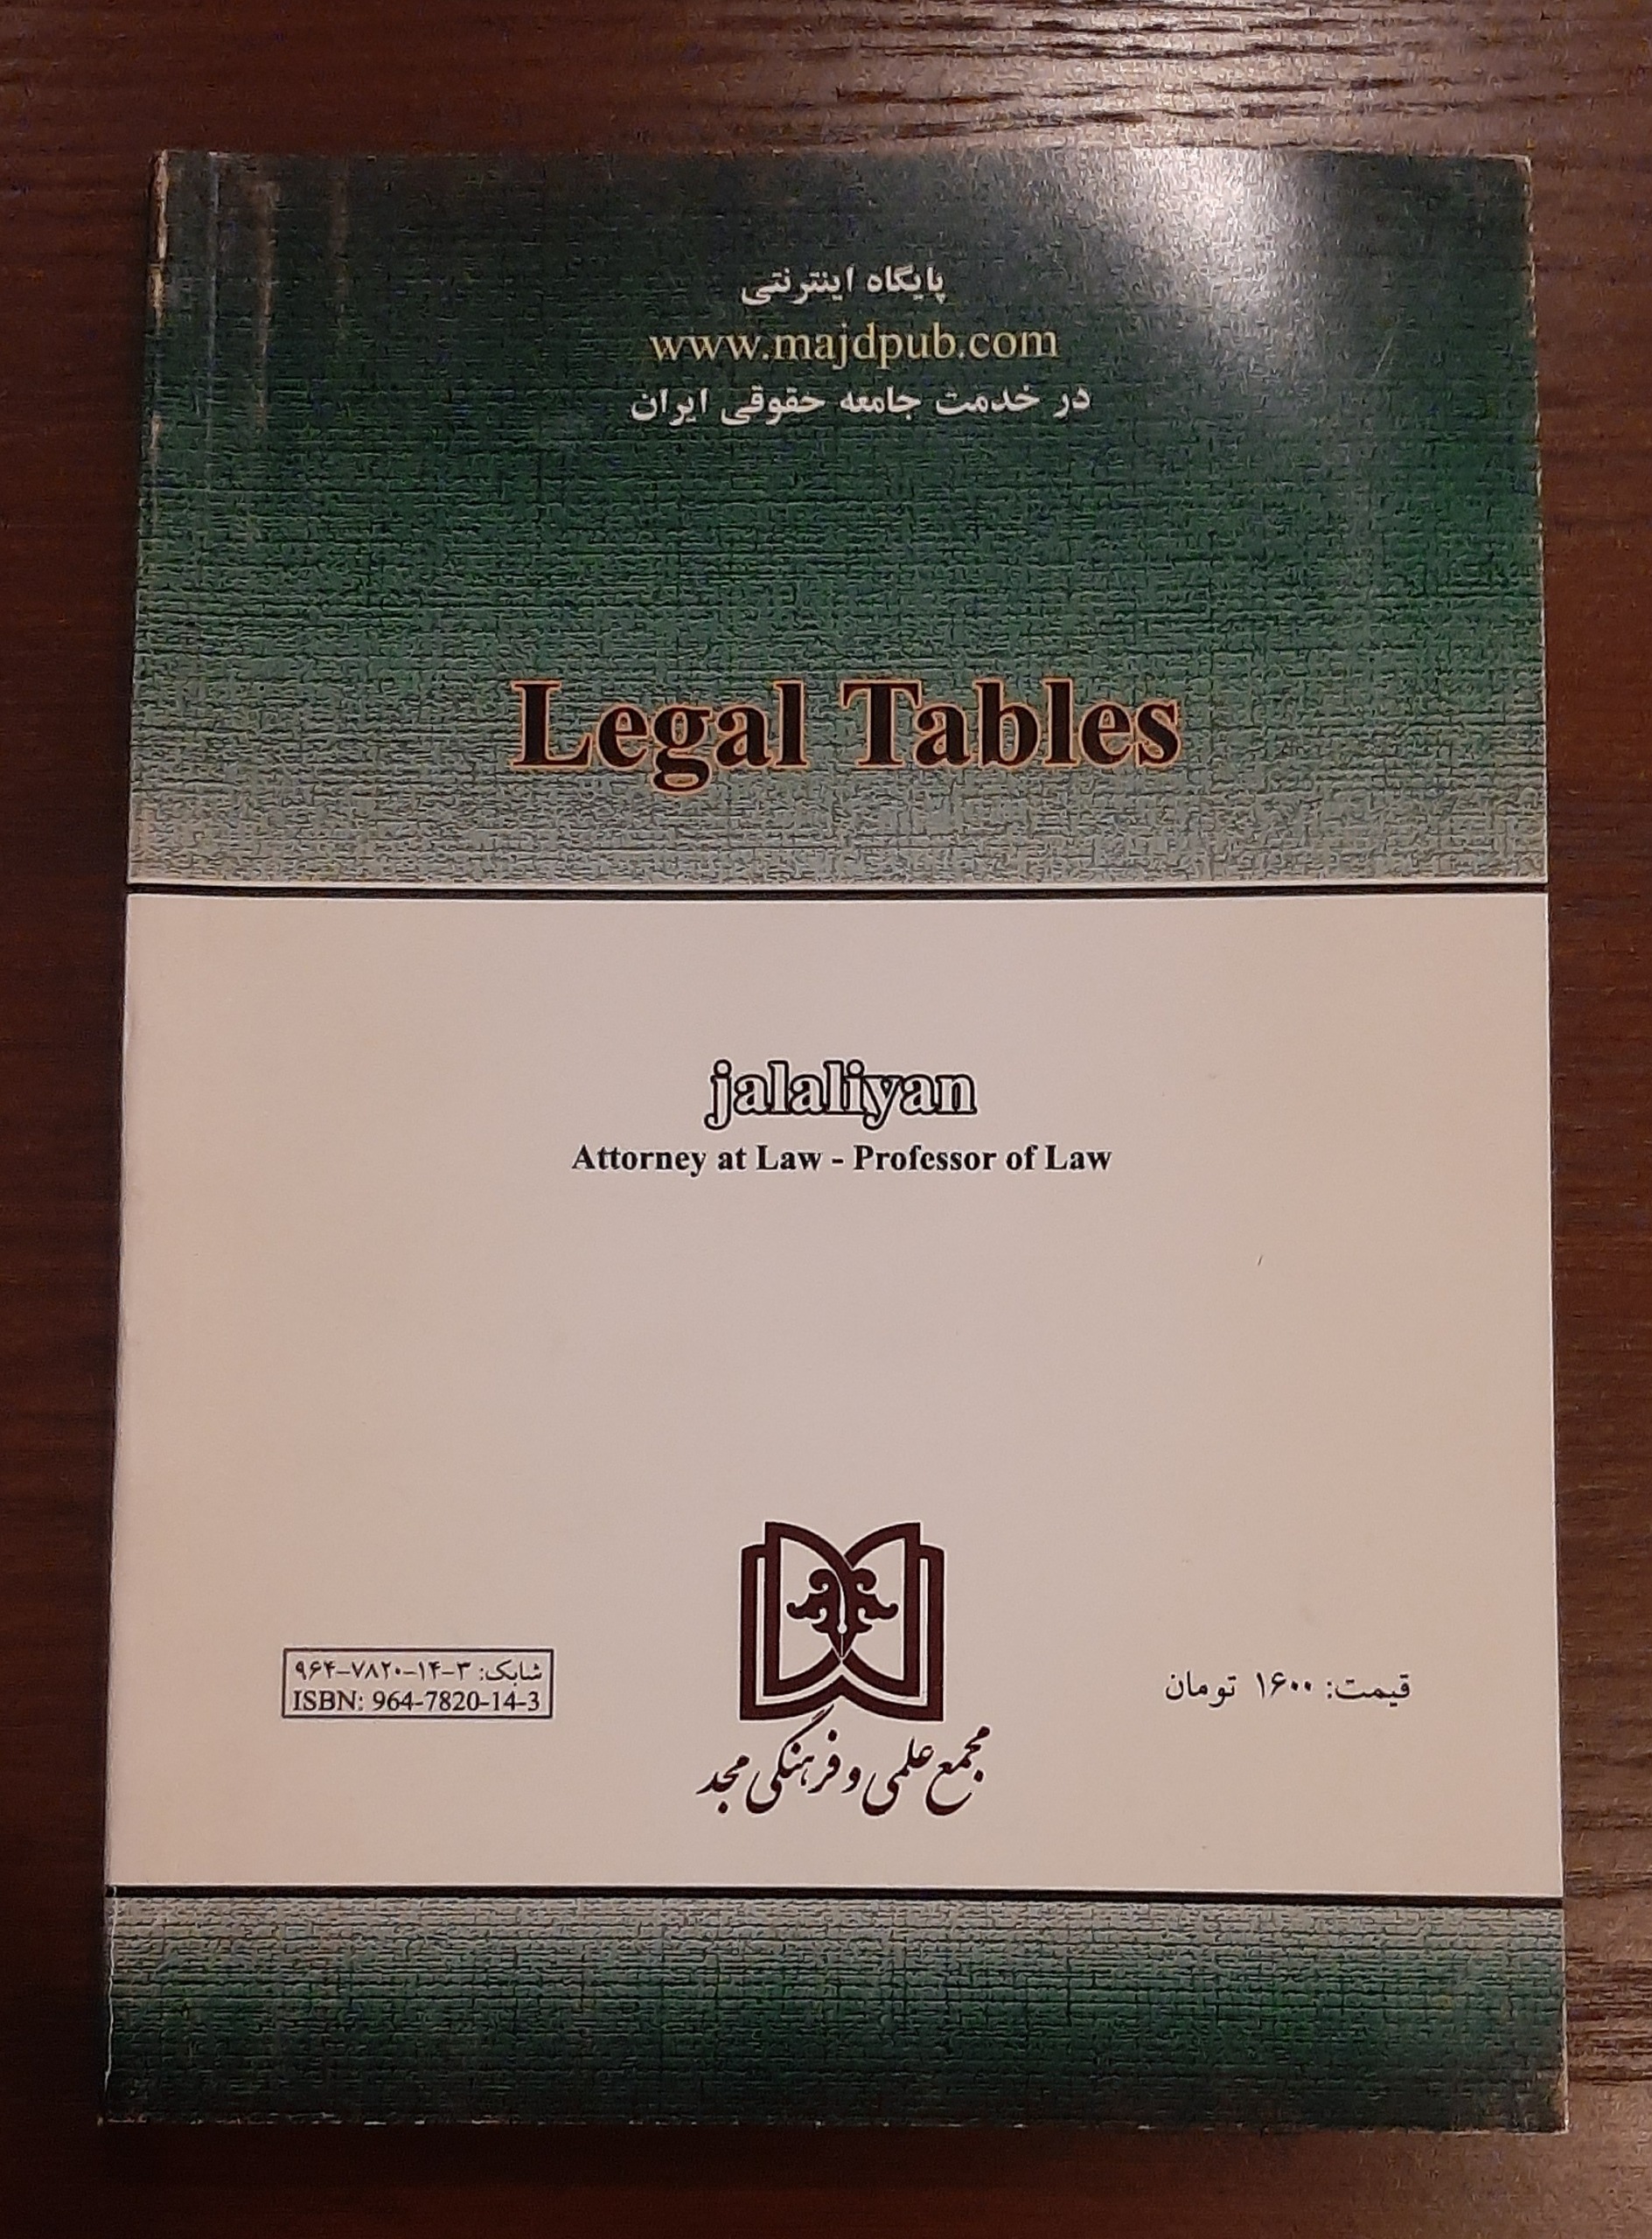 پایگاه اینترنتی
www.majdpub.com
در خدمت جامعه حقوقی ایران
Legal Tables
jalaliyan
Attorney at Law - Professor of Law
شابک: ۳-۱۴-۷۸۲۰-۹۶۴
ISBN: 964-7820-14-3
قیمت: ۱۶۰۰ تومان
مجمع علمی و فرهنگی مجد